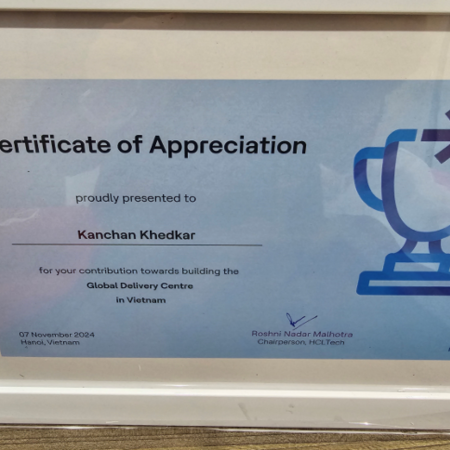 ertificate of Appreciation
proudly presented to
Kanchan Khedkar
for your contribution towards building the
Global Delivery Centre
in Vietnam
07 November 2024
Hanoi, Vietnam
Roshni Nadar Malhotra
Chairperson, HCLTech